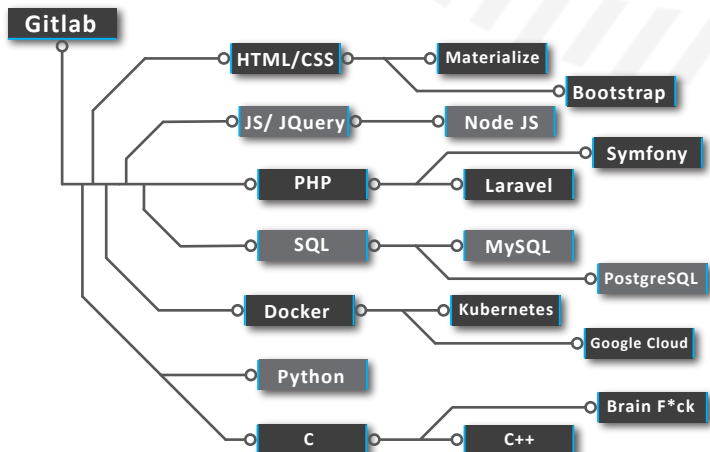 Gitlab
HTML/CSS
Materialize
Bootstrap
JS/ JQuery
Node JS
Symfony
PHP
Laravel
SQL
MySQL
PostgreSQL
Docker
Kubernetes
Google Cloud
Python
Brain F*ck
C
C++